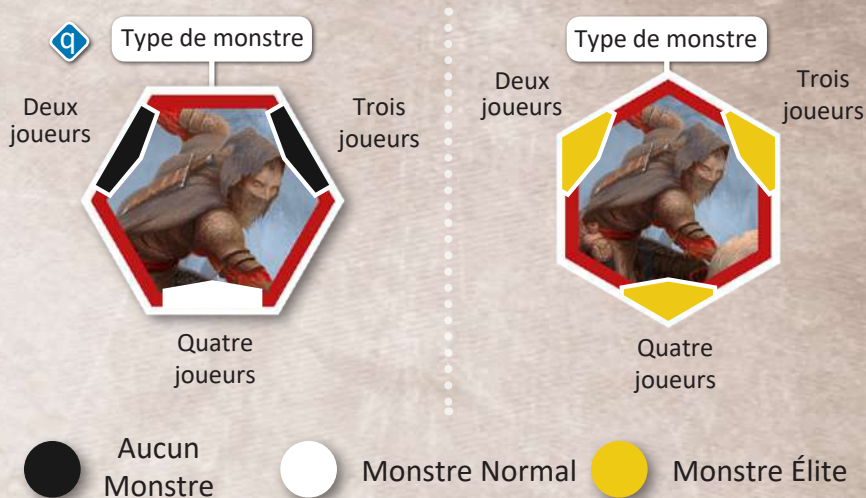 q
Type de monstre
Deux
joueurs
Trois
joueurs
Quatre
joueurs
Type de monstre
Deux
joueurs
Trois
joueurs
Quatre
joueurs
Aucun
Monstre
Monstre Normal
Monstre Élite